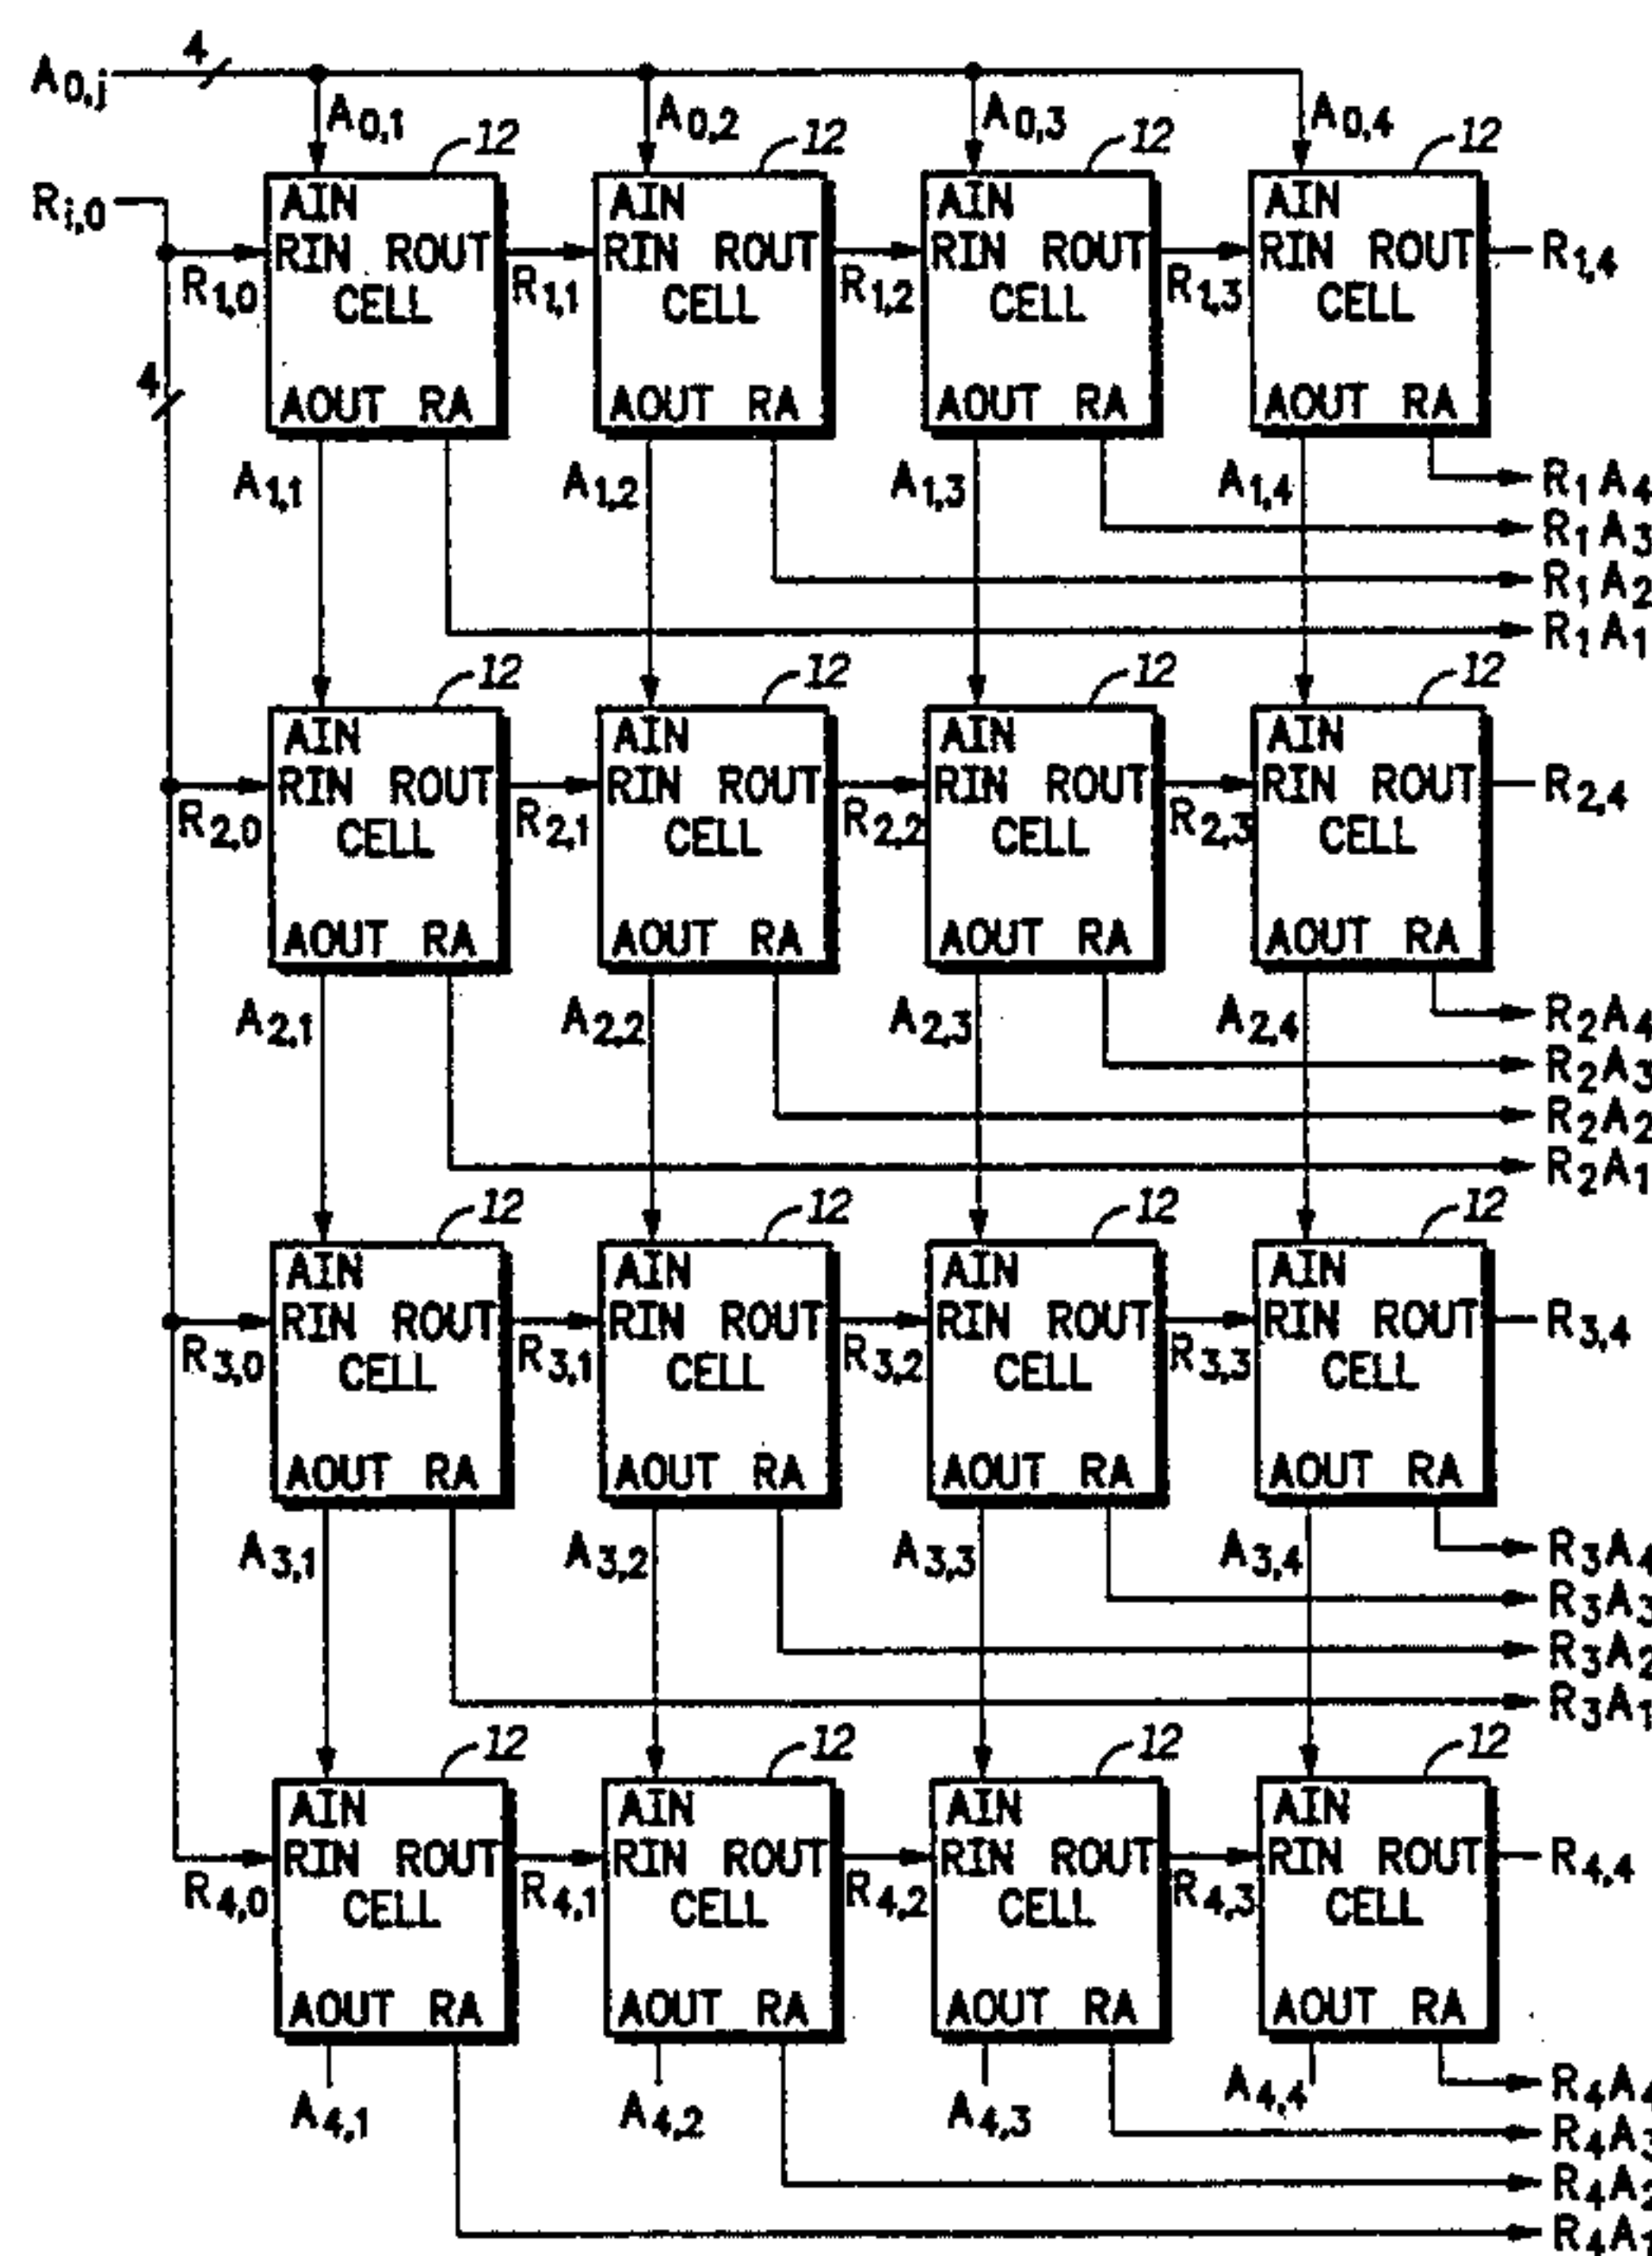 4
A0,j
A0,1 A0,2 A0,3 A0,4
12 12 12 12
Ri,0
AIN AIN AIN AIN
RIN ROUT RIN ROUT RIN ROUT RIN ROUT R1,4
R1,0 CELL R1,1 CELL R1,2 CELL R1,3 CELL
4
AOUT RA AOUT RA AOUT RA AOUT RA
A1,1 A1,2 A1,3 A1,4 R1A4
R1A3
R1A2
R1A1
12 12 12 12
AIN AIN AIN AIN
RIN ROUT RIN ROUT RIN ROUT RIN ROUT R2,4
R2,0 CELL R2,1 CELL R2,2 CELL R2,3 CELL
AOUT RA AOUT RA AOUT RA AOUT RA
A2,1 A2,2 A2,3 A2,4 R2A4
R2A3
R2A2
R2A1
12 12 12 12
AIN AIN AIN AIN
RIN ROUT RIN ROUT RIN ROUT RIN ROUT R3,4
R3,0 CELL R3,1 CELL R3,2 CELL R3,3 CELL
AOUT RA AOUT RA AOUT RA AOUT RA
A3,1 A3,2 A3,3 A3,4 R3A4
R3A3
R3A2
R3A1
12 12 12 12
AIN AIN AIN AIN
RIN ROUT RIN ROUT RIN ROUT RIN ROUT R4,4
R4,0 CELL R4,1 CELL R4,2 CELL R4,3 CELL
AOUT RA AOUT RA AOUT RA AOUT RA
A4,1 A4,2 A4,3 A4,4 R4A4
R4A3
R4A2
R4A1